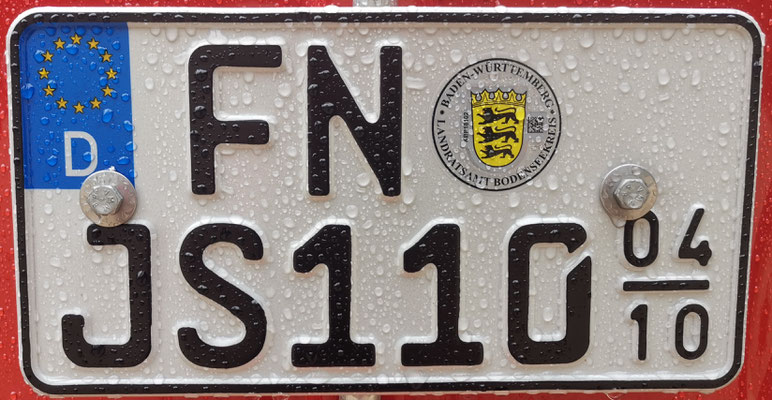 FN
BADEN-WÜRTTEMBERG
LANDRATSAMT BODENSEEKREIS
D
JS110
04
10